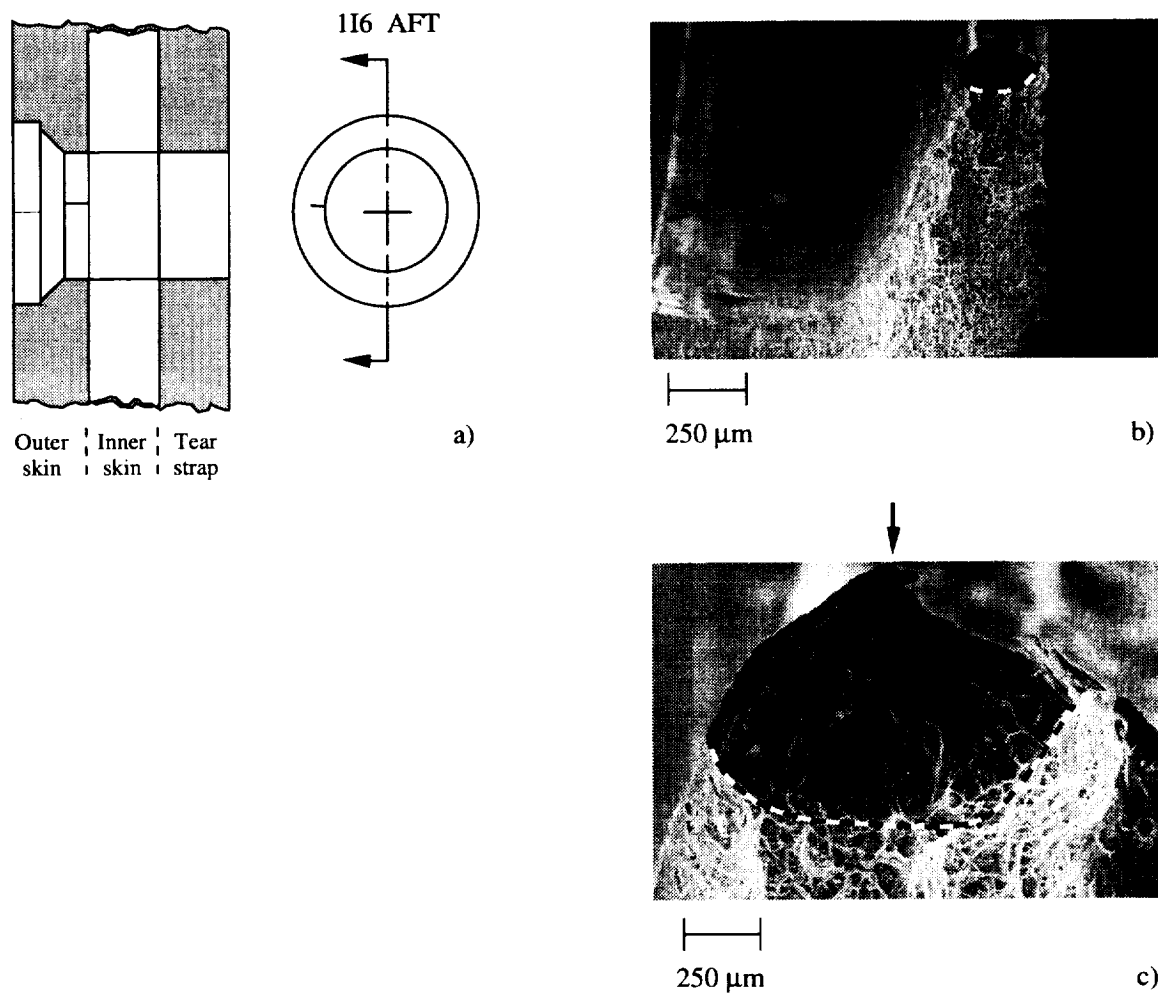 1I6 AFT
Outer skin
Inner skin
Tear strap
a)
250 μm
b)
250 μm
c)